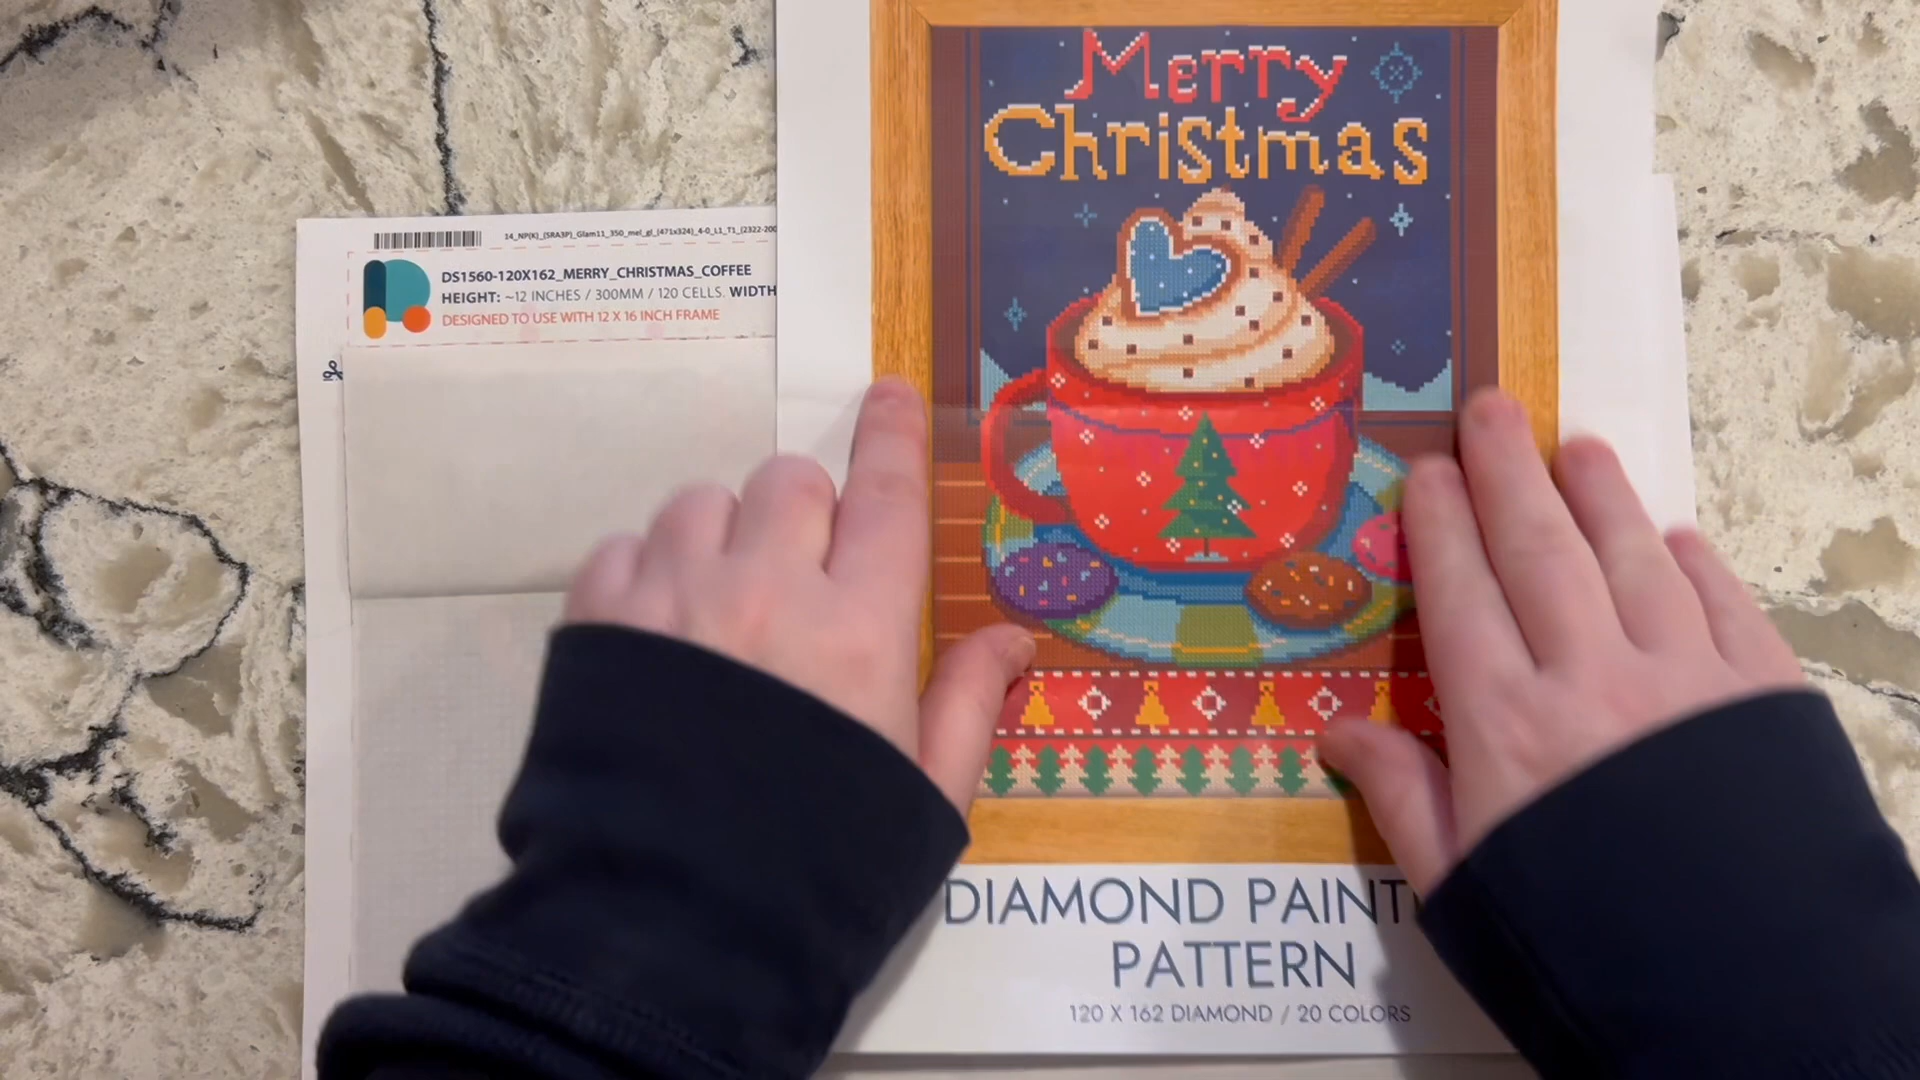 Merry
Christmas
14_NP(K)_(SRA3P)_Glam11_350_mel_gl_(471x324)_4-0_L1_T1_(2322-200
DS1560-120X162_MERRY_CHRISTMAS_COFFEE
HEIGHT: ~12 INCHES / 300MM / 120 CELLS. WIDTH
DESIGNED TO USE WITH 12 X 16 INCH FRAME
DIAMOND PAINT
PATTERN
120 X 162 DIAMOND / 20 COLORS